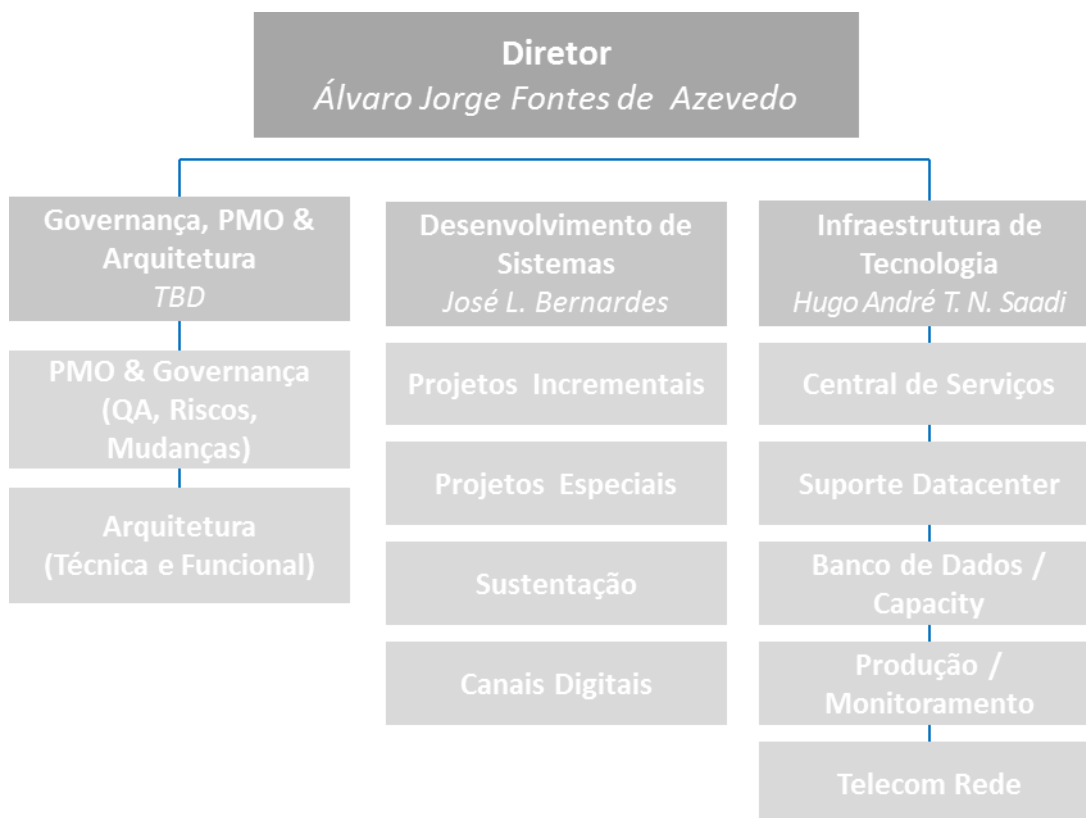 Diretor
Álvaro Jorge Fontes de Azevedo
Governança, PMO &
Arquitetura
TBD
PMO & Governança
(QA, Riscos,
Mudanças)
Arquitetura
(Técnica e Funcional)
Desenvolvimento de
Sistemas
José L. Bernardes
Projetos Incrementais
Projetos Especiais
Sustentação
Canais Digitais
Infraestrutura de
Tecnologia
Hugo André T. N. Saadi
Central de Serviços
Suporte Datacenter
Banco de Dados /
Capacity
Produção /
Monitoramento
Telecom Rede